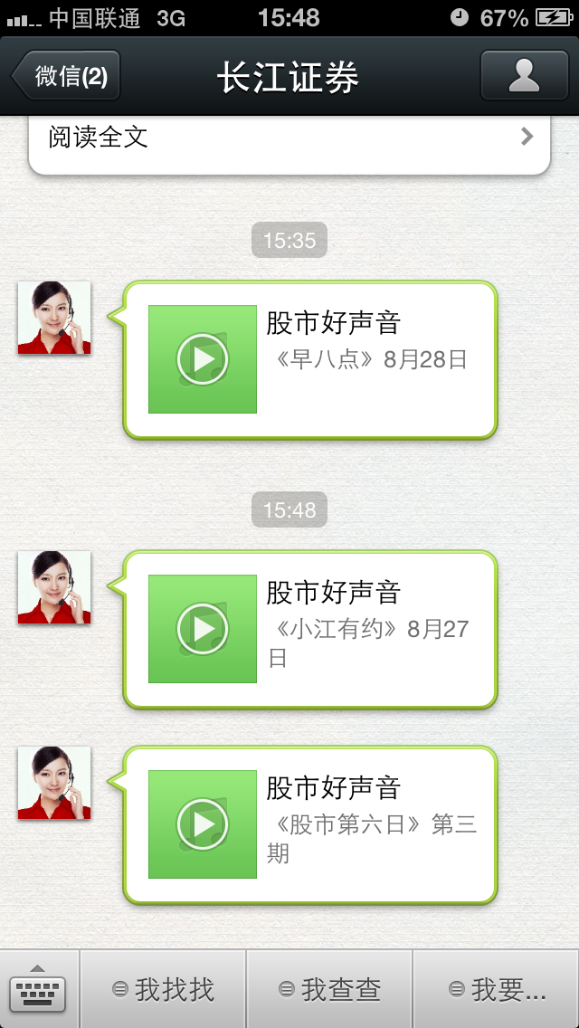 中国联通 3G 15:48 67%
微信(2) 长江证券
阅读全文
15:35
股市好声音
《早八点》8月28日
15:48
股市好声音
《小江有约》8月27
日
股市好声音
《股市第六日》第三
期
我找找 我查查 我要...